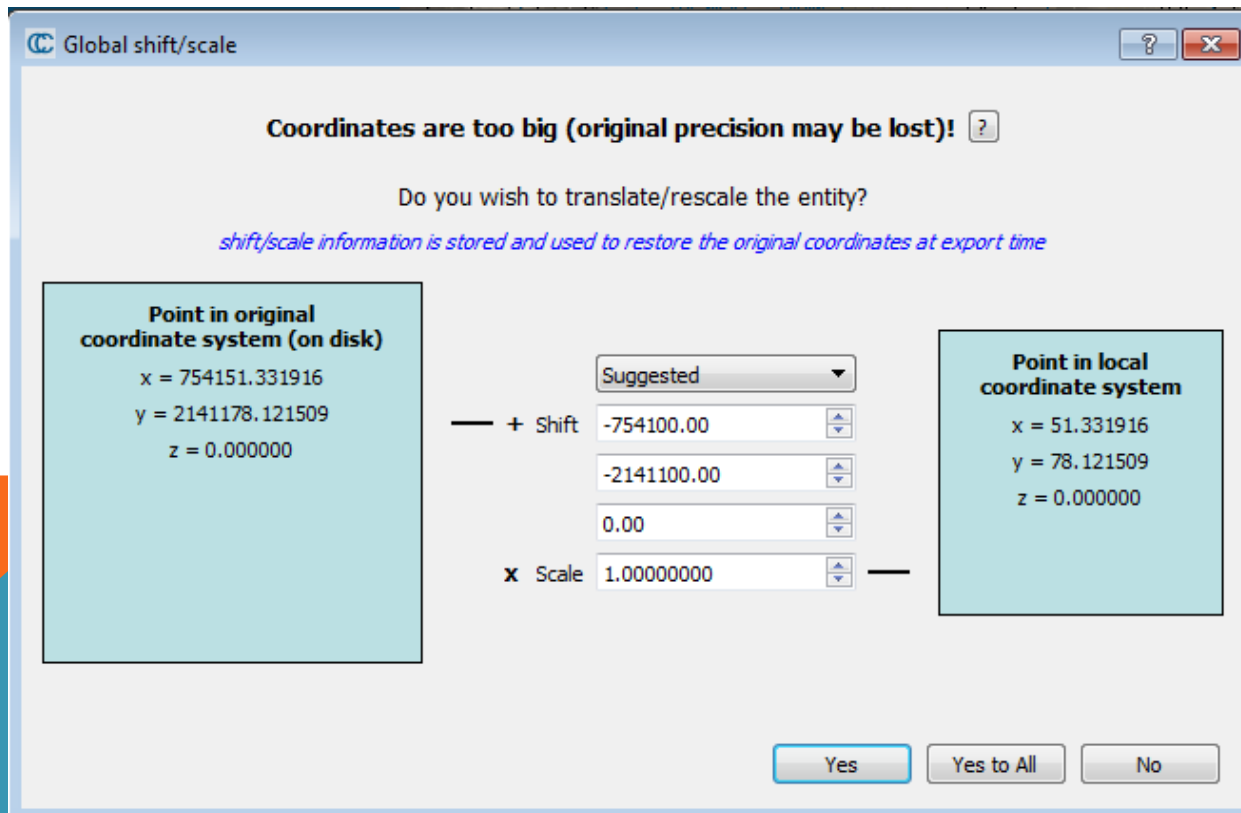 Global shift/scale
Coordinates are too big (original precision may be lost)! ?
Do you wish to translate/rescale the entity?
shift/scale information is stored and used to restore the original coordinates at export time
Point in original
coordinate system (on disk)
x = 754151.331916
y = 2141178.121509
z = 0.000000
Suggested
+ Shift -754100.00
-2141100.00
0.00
x Scale 1.00000000
Point in local
coordinate system
x = 51.331916
y = 78.121509
z = 0.000000
Yes Yes to All No